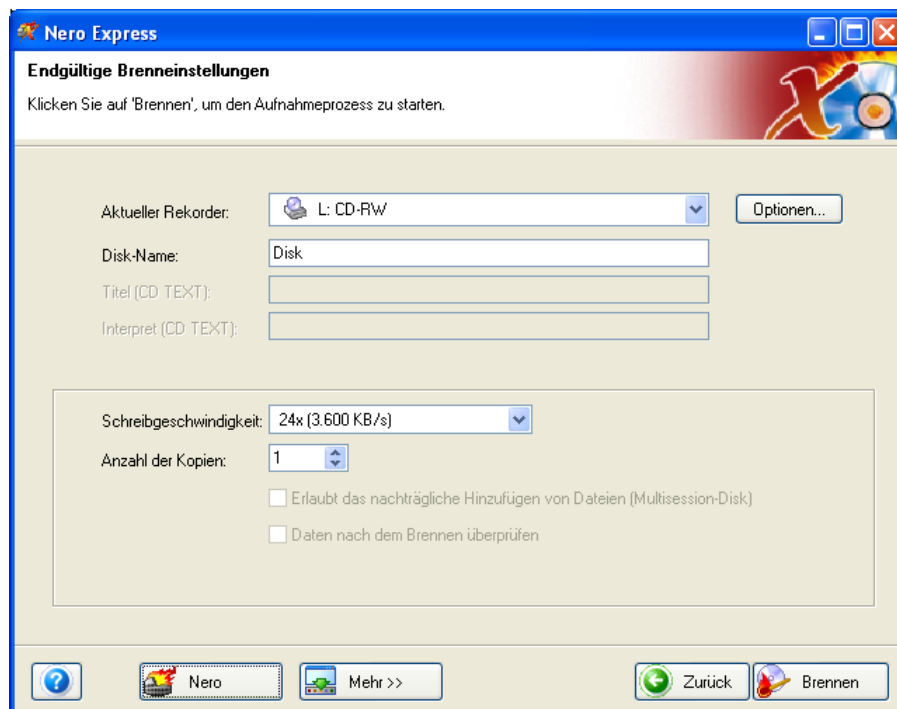 Nero Express
Endgültige Brenneinstellungen
Klicken Sie auf 'Brennen', um den Aufnahmeprozess zu starten.
Aktueller Rekorder: L: CD-RW Optionen...
Disk-Name: Disk
Titel (CD TEXT):
Interpret (CD TEXT):
Schreibgeschwindigkeit: 24x (3.600 KB/s)
Anzahl der Kopien: 1
Erlaubt das nachträgliche Hinzufügen von Dateien (Multisession-Disk)
Daten nach dem Brennen überprüfen
? Nero Mehr >> Zurück Brennen